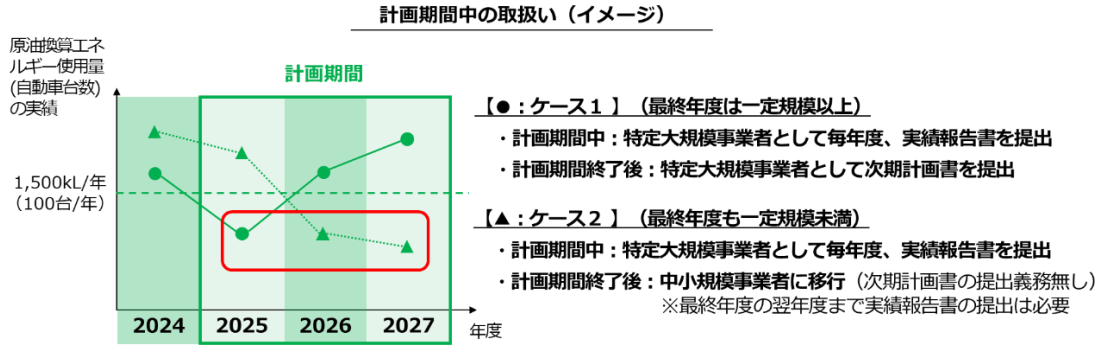 計画期間中の取扱い（イメージ）
原油換算エネ
ルギー使用量
(自動車台数)
の実績
計画期間
1,500kL/年
（100台/年）
2024
2025
2026
2027
年度
【●：ケース１ 】（最終年度は一定規模以上）
・計画期間中：特定大規模事業者として毎年度、実績報告書を提出
・計画期間終了後：特定大規模事業者として次期計画書を提出
【▲：ケース２ 】（最終年度も一定規模未満）
・計画期間中：特定大規模事業者として毎年度、実績報告書を提出
・計画期間終了後：中小規模事業者に移行（次期計画書の提出義務無し）
※最終年度の翌年度まで実績報告書の提出は必要